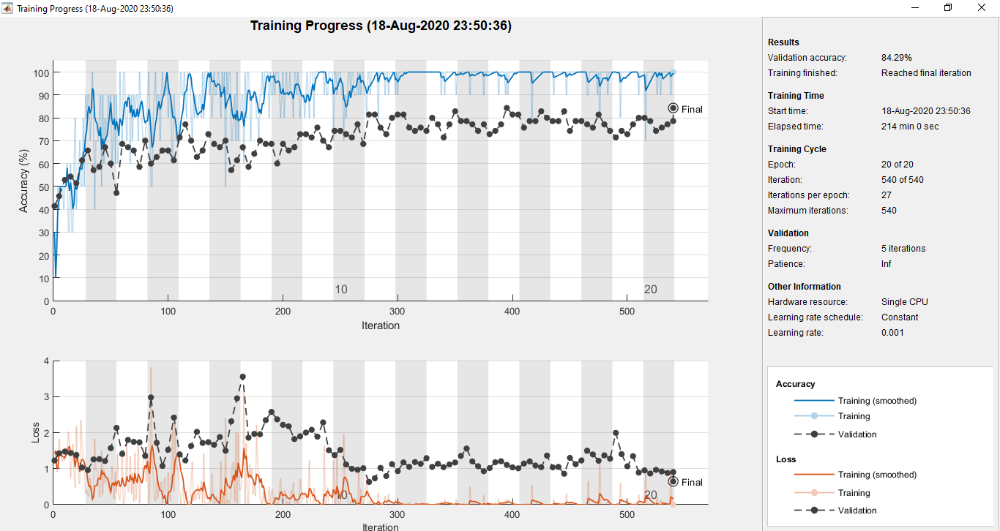 Training Progress (18-Aug-2020 23:50:36)
Training Progress (18-Aug-2020 23:50:36)
100
90
80
70
60
50
40
30
20
10
0
Accuracy (%)
Final
10
20
0
100
200
300
400
500
Iteration
4
3
2
1
0
Loss
Final
10
20
0
100
200
300
400
500
Iteration
Results
Validation accuracy: 84.29%
Training finished: Reached final iteration
Training Time
Start time: 18-Aug-2020 23:50:36
Elapsed time: 214 min 0 sec
Training Cycle
Epoch: 20 of 20
Iteration: 540 of 540
Iterations per epoch: 27
Maximum iterations: 540
Validation
Frequency: 5 iterations
Patience: Inf
Other Information
Hardware resource: Single CPU
Learning rate schedule: Constant
Learning rate: 0.001
Accuracy
Training (smoothed)
Training
Validation
Loss
Training (smoothed)
Training
Validation